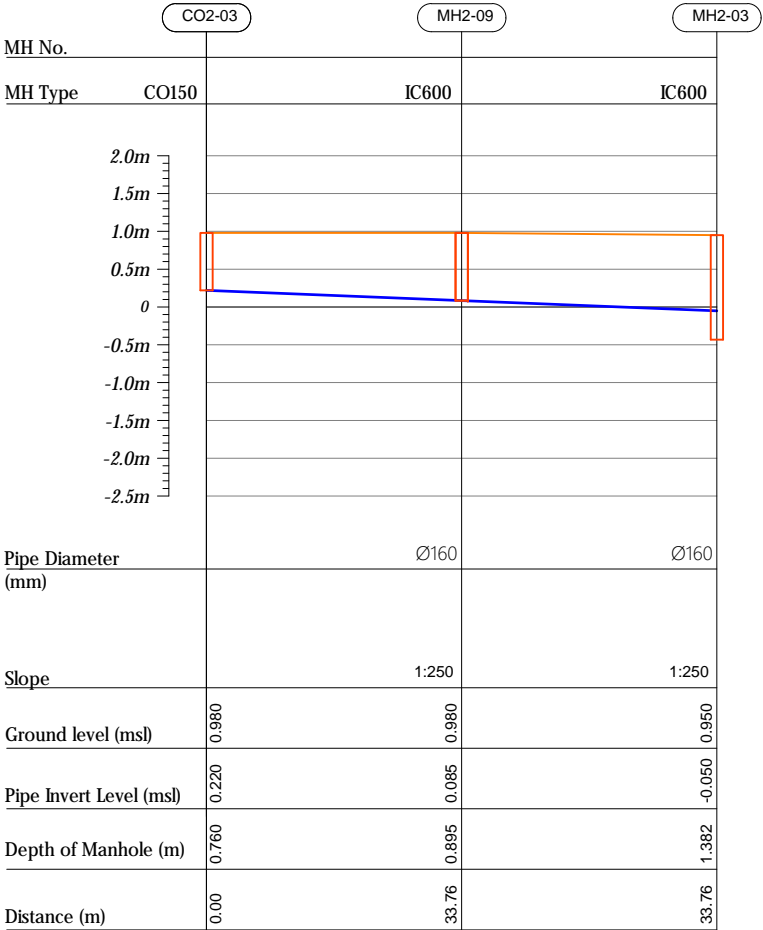 CO2-03 MH2-09 MH2-03
MH No.
MH Type CO150 IC600 IC600
2.0m
1.5m
1.0m
0.5m
0
-0.5m
-1.0m
-1.5m
-2.0m
-2.5m
Pipe Diameter Ø160 Ø160
(mm)
Slope 1:250 1:250
Ground level (msl) 0.980 0.980 0.950
Pipe Invert Level (msl) 0.220 0.085 -0.050
Depth of Manhole (m) 0.760 0.895 1.382
Distance (m) 0.00 33.76 33.76